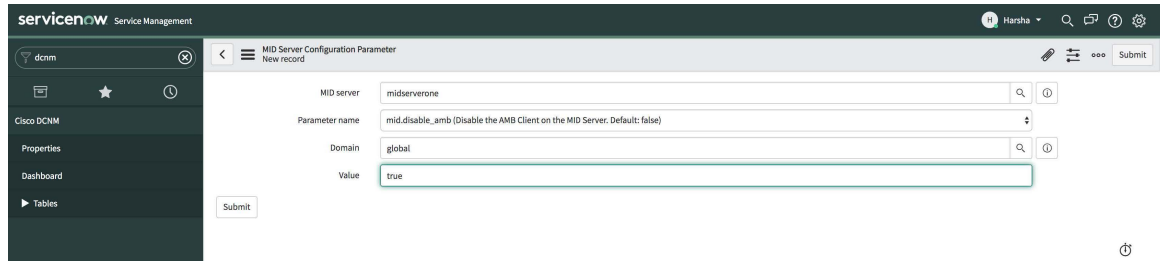 servicenow Service Management
H Harsha
dcnm
MID Server Configuration Parameter
New record
Submit
MID server midserverone
Cisco DCNM
Parameter name mid.disable_amb (Disable the AMB Client on the MID Server. Default: false)
Properties
Domain global
Dashboard
Value true
Tables
Submit